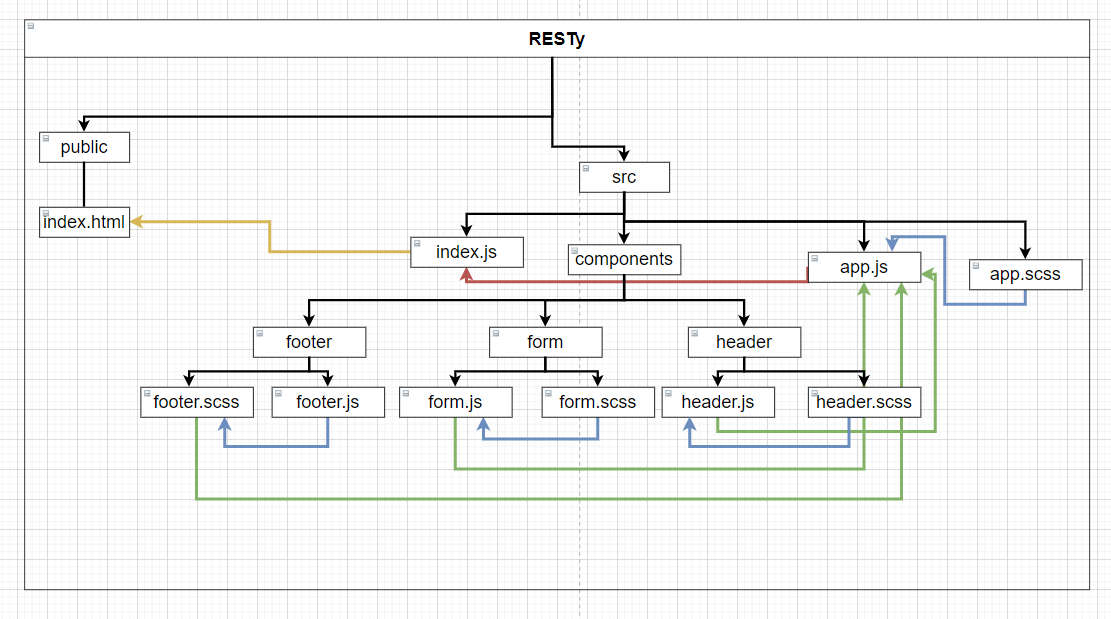 RESTy
public
src
index.html
index.js
components
app.js
app.scss
footer
form
header
footer.scss
footer.js
form.js
form.scss
header.js
header.scss